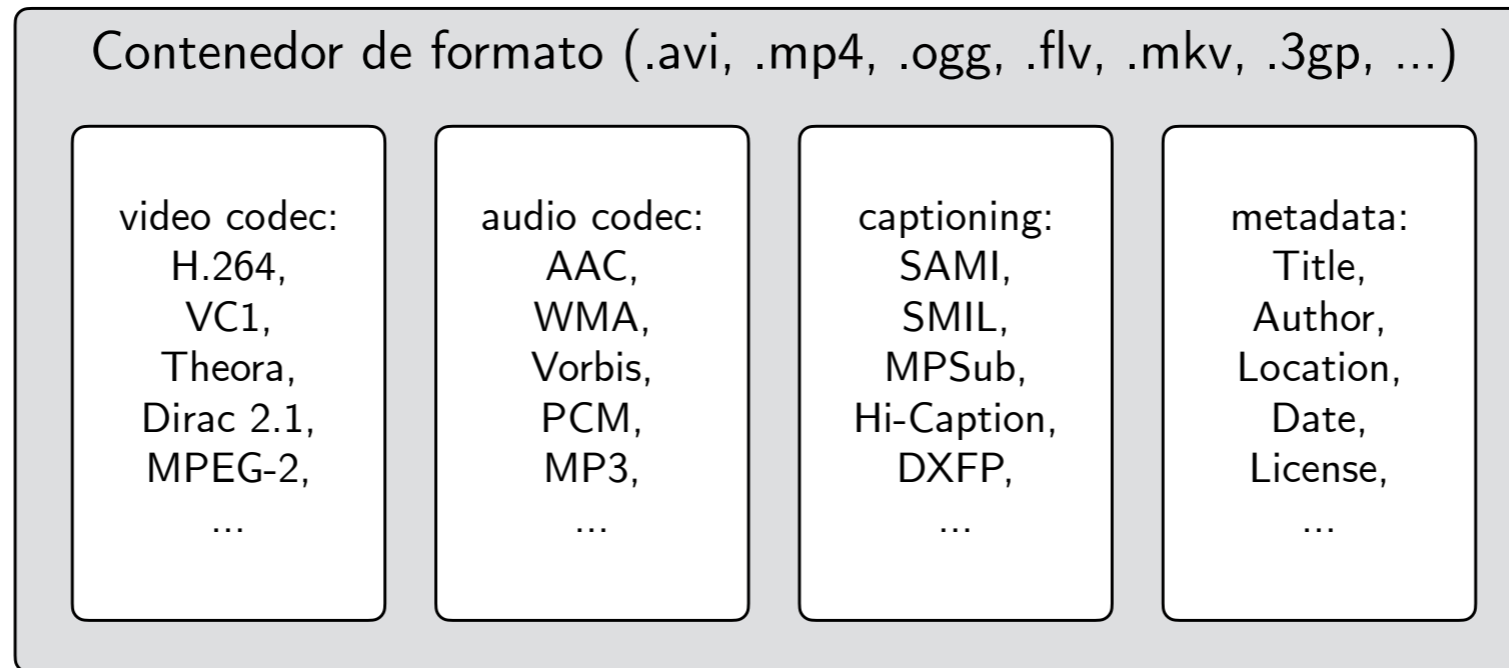 Contenedor de formato (.avi, .mp4, .ogg, .flv, .mkv, .3gp, ...)
video codec:
H.264,
VC1,
Theora,
Dirac 2.1,
MPEG-2,
...
audio codec:
AAC,
WMA,
Vorbis,
PCM,
MP3,
...
captioning:
SAMI,
SMIL,
MPSub,
Hi-Caption,
DXFP,
...
metadata:
Title,
Author,
Location,
Date,
License,
...